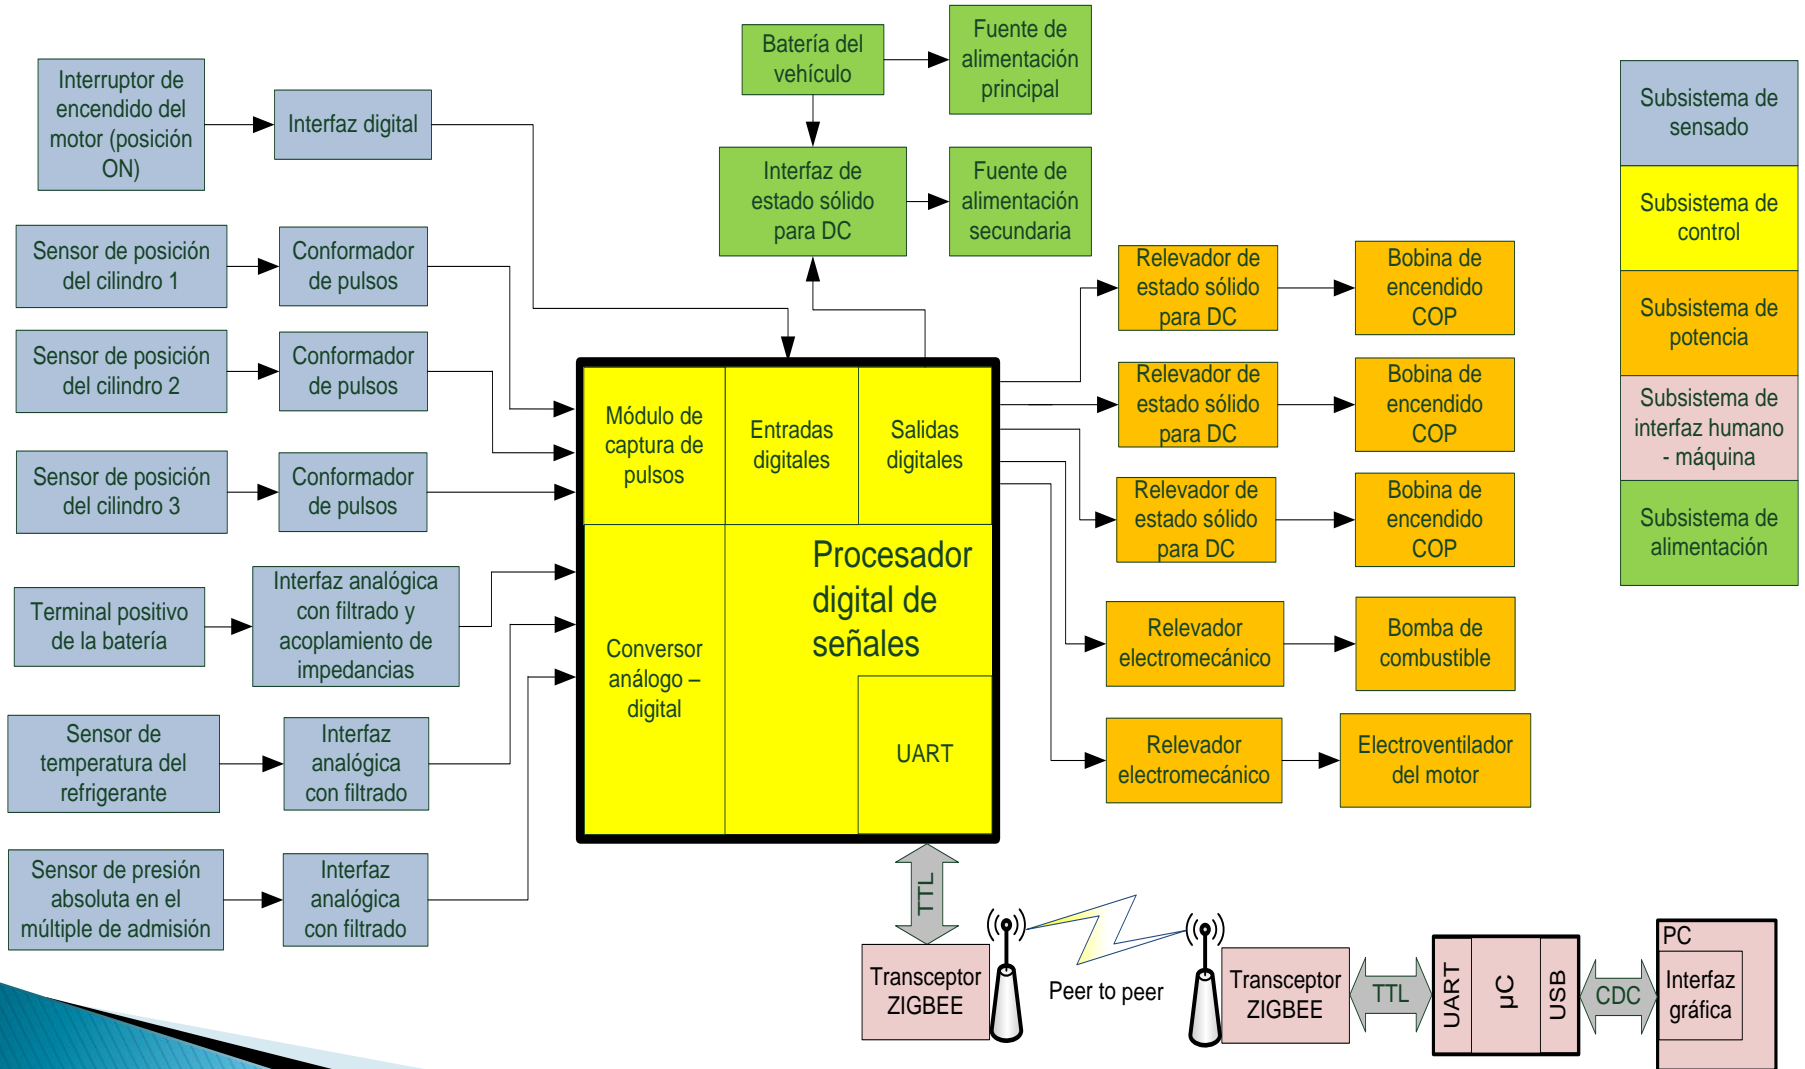 Interruptor de
encendido del
motor (posición
ON)
Interfaz digital
Batería del
vehículo
Fuente de
alimentación
principal
Interfaz de
estado sólido
para DC
Fuente de
alimentación
secundaria
Sensor de posición
del cilindro 1
Conformador
de pulsos
Sensor de posición
del cilindro 2
Conformador
de pulsos
Sensor de posición
del cilindro 3
Conformador
de pulsos
Terminal positivo
de la batería
Interfaz analógica
con filtrado y
acoplamiento de
impedancias
Sensor de
temperatura del
refrigerante
Interfaz
analógica
con filtrado
Sensor de presión
absoluta en el
múltiple de admisión
Interfaz
analógica
con filtrado
Módulo de
captura de
pulsos
Entradas
digitales
Salidas
digitales
Procesador
digital de
señales
Conversor
análogo –
digital
UART
Relevador de
estado sólido
para DC
Bobina de
encendido
COP
Relevador de
estado sólido
para DC
Bobina de
encendido
COP
Relevador de
estado sólido
para DC
Bobina de
encendido
COP
Relevador
electromecánico
Bomba de
combustible
Relevador
electromecánico
Electroventilador
del motor
Subsistema de
sensado
Subsistema de
control
Subsistema de
potencia
Subsistema de
interfaz humano
- máquina
Subsistema de
alimentación
TTL
Transceptor
ZIGBEE
Peer to peer
Transceptor
ZIGBEE
TTL
UART
µC
USB
CDC
PC
Interfaz
gráfica